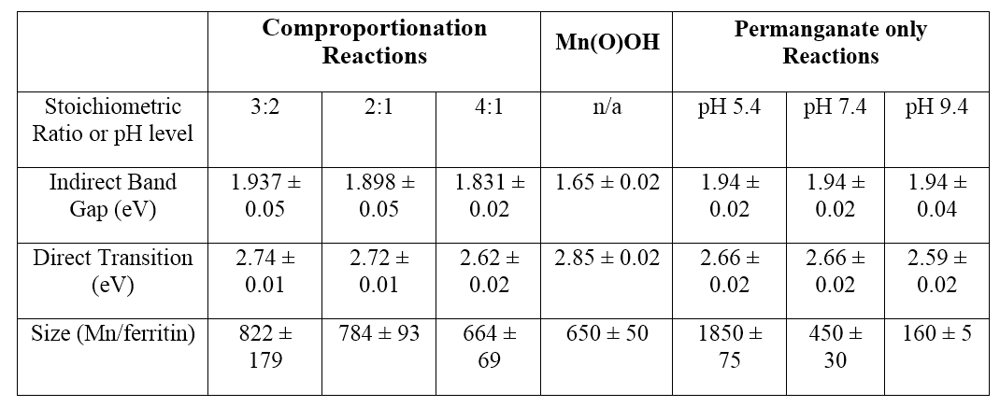 Comproportionation
Reactions
Mn(O)OH
Permanganate only
Reactions
Stoichiometric
Ratio or pH level
3:2
2:1
4:1
n/a
pH 5.4
pH 7.4
pH 9.4
Indirect Band
Gap (eV)
1.937 ±
0.05
1.898 ±
0.05
1.831 ±
0.02
1.65 ± 0.02
1.94 ±
0.02
1.94 ±
0.02
1.94 ±
0.04
Direct Transition
(eV)
2.74 ±
0.01
2.72 ±
0.01
2.62 ±
0.02
2.85 ± 0.02
2.66 ±
0.02
2.66 ±
0.02
2.59 ±
0.02
Size (Mn/ferritin)
822 ±
179
784 ± 93
664 ±
69
650 ± 50
1850 ±
75
450 ±
30
160 ± 5